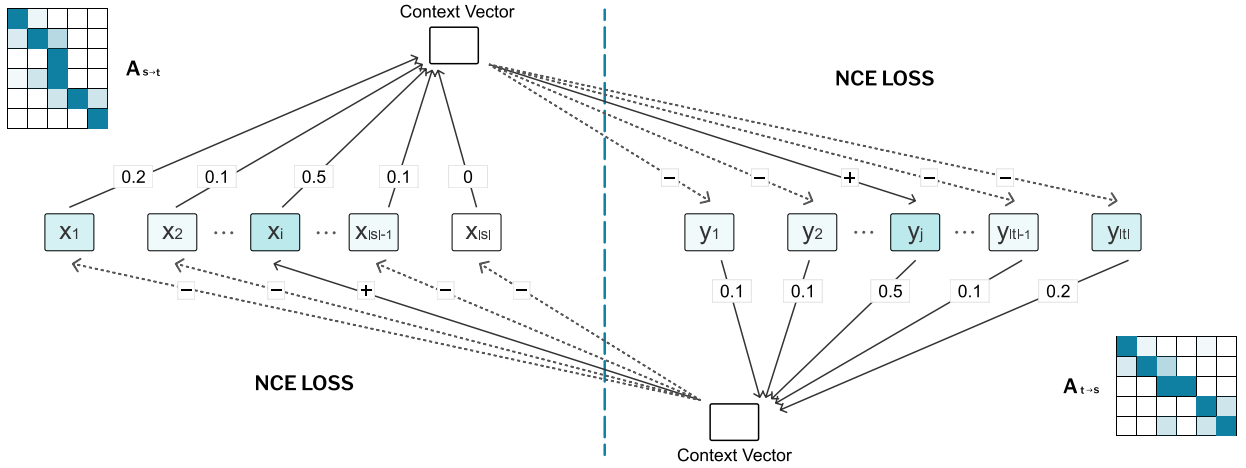 Context Vector
A s→t
NCE LOSS
0.2 0.1 0.5 0.1 0
− − + − −
x1 x2 ... xi ... x|s|-1 x|s|
y1 y2 ... yj ... y|t|-1 y|t|
− − + − −
0.1 0.1 0.5 0.1 0.2
NCE LOSS
A t→s
Context Vector